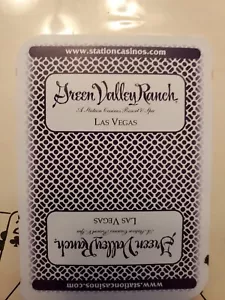 www.stationcasinos.com
Green Valley Ranch
A Station Casinos Resort & Spa
LAS VEGAS
LAS VEGAS
A Station Casinos Resort & Spa
Green Valley Ranch
www.stationcasinos.com